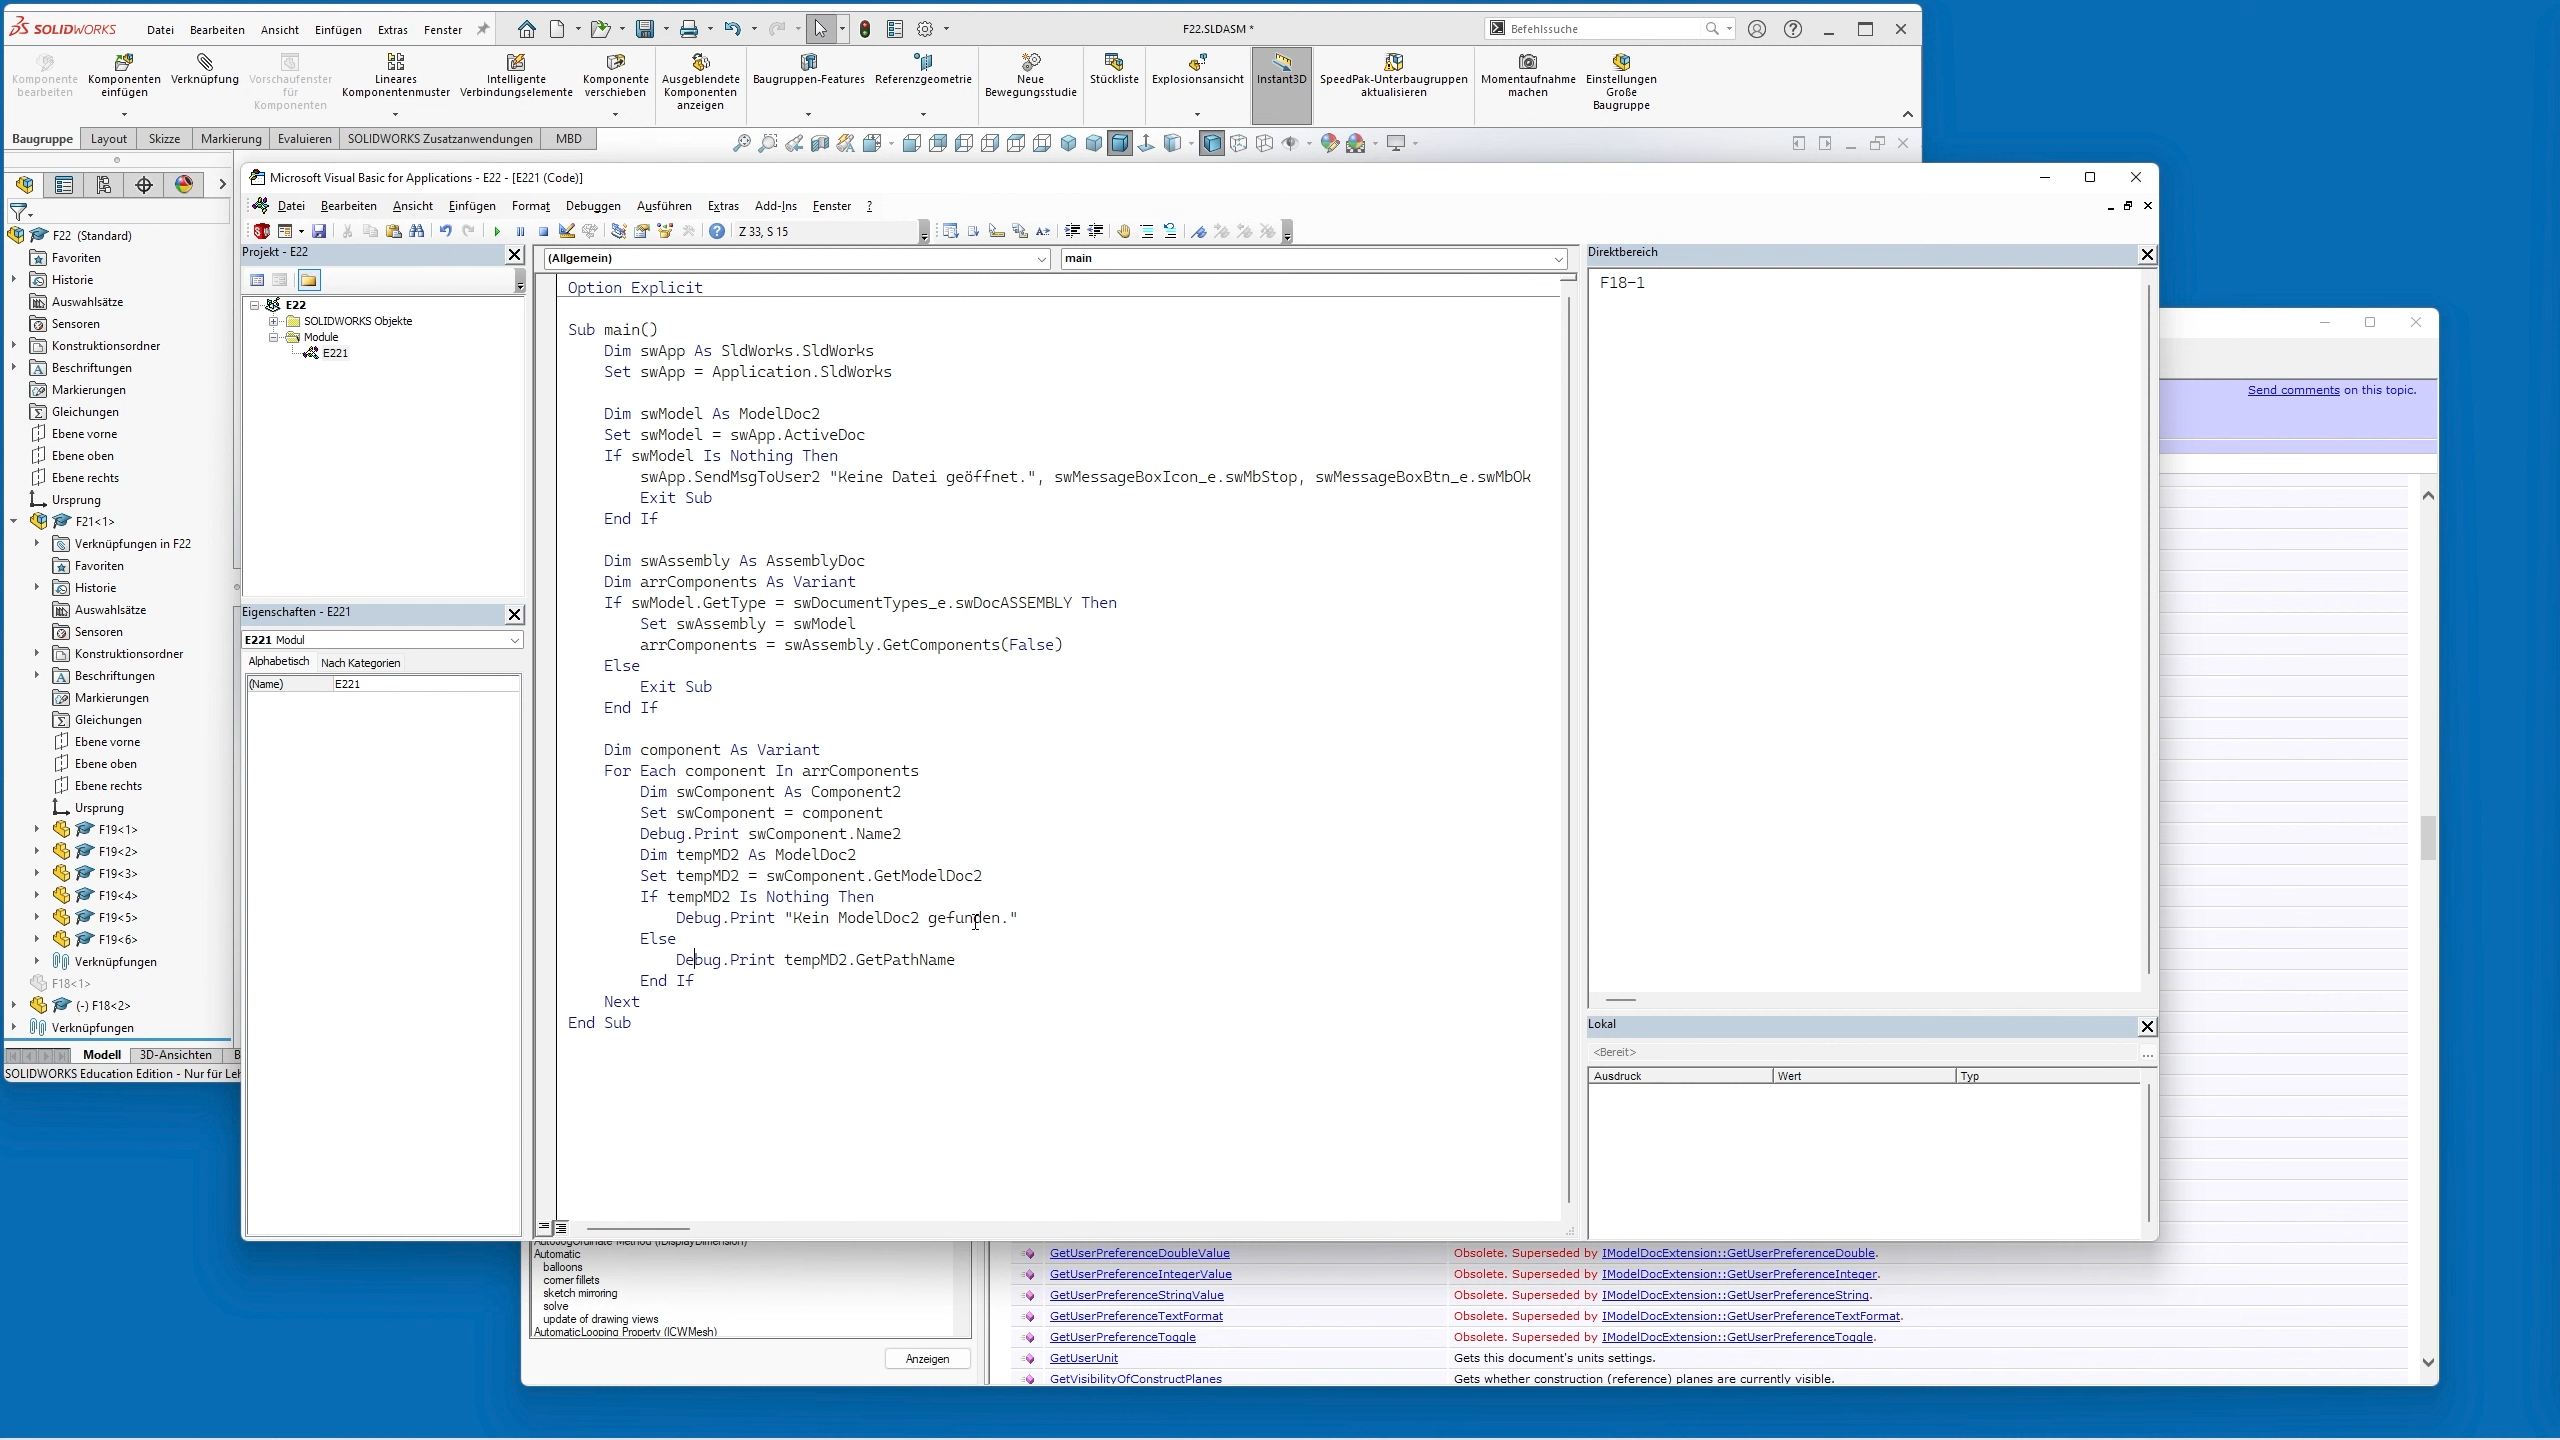 SOLIDWORKS
Datei Bearbeiten Ansicht Einfügen Extras Fenster
F22.SLDASM *
Befehlssuche
Komponente bearbeiten
Komponenten einfügen
Verknüpfung
Vorschaufenster für Komponenten
Lineares Komponentenmuster
Intelligente Verbindungselemente
Komponente verschieben
Ausgeblendete Komponenten anzeigen
Baugruppen-Features
Referenzgeometrie
Neue Bewegungsstudie
Stückliste
Explosionsansicht
Instant3D
SpeedPak-Unterbaugruppen aktualisieren
Momentaufnahme machen
Einstellungen Große Baugruppe
Baugruppe Layout Skizze Markierung Evaluieren SOLIDWORKS Zusatzanwendungen MBD
F22 (Standard)
Favoriten
Historie
Auswahlsätze
Sensoren
Konstruktionsordner
Beschriftungen
Markierungen
Gleichungen
Ebene vorne
Ebene oben
Ebene rechts
Ursprung
F21<1>
Verknüpfungen in F22
Favoriten
Historie
Auswahlsätze
Sensoren
Konstruktionsordner
Beschriftungen
Markierungen
Gleichungen
Ebene vorne
Ebene oben
Ebene rechts
Ursprung
F19<1>
F19<2>
F19<3>
F19<4>
F19<5>
F19<6>
Verknüpfungen
F18<1>
(-) F18<2>
Verknüpfungen
Modell 3D-Ansichten B
SOLIDWORKS Education Edition - Nur für Leh
Microsoft Visual Basic for Applications - E22 - [E221 (Code)]
Datei Bearbeiten Ansicht Einfügen Format Debuggen Ausführen Extras Add-Ins Fenster ?
Z 33, S 15
Projekt - E22
E22
SOLIDWORKS Objekte
Module
E221
Eigenschaften - E221
E221 Modul
Alphabetisch Nach Kategorien
(Name) E221
(Allgemein) main
Option Explicit
Sub main()
Dim swApp As SldWorks.SldWorks
Set swApp = Application.SldWorks
Dim swModel As ModelDoc2
Set swModel = swApp.ActiveDoc
If swModel Is Nothing Then
swApp.SendMsgToUser2 "Keine Datei geöffnet.", swMessageBoxIcon_e.swMbStop, swMessageBoxBtn_e.swMbOk
Exit Sub
End If
Dim swAssembly As AssemblyDoc
Dim arrComponents As Variant
If swModel.GetType = swDocumentTypes_e.swDocASSEMBLY Then
Set swAssembly = swModel
arrComponents = swAssembly.GetComponents(False)
Else
Exit Sub
End If
Dim component As Variant
For Each component In arrComponents
Dim swComponent As Component2
Set swComponent = component
Debug.Print swComponent.Name2
Dim tempMD2 As ModelDoc2
Set tempMD2 = swComponent.GetModelDoc2
If tempMD2 Is Nothing Then
Debug.Print "Kein ModelDoc2 gefunden."
Else
Debug.Print tempMD2.GetPathName
End If
Next
End Sub
Direktbereich
F18-1
Lokal
<Bereit>
...
Ausdruck Wert Typ
Send comments on this topic.
AutoJogOrdinate Method (IDisplayDimension)
Automatic
balloons
corner fillets
sketch mirroring
solve
update of drawing views
AutomaticLooping Property (ICWMesh)
Anzeigen
GetUserPreferenceDoubleValue Obsolete. Superseded by IModelDocExtension::GetUserPreferenceDouble.
GetUserPreferenceIntegerValue Obsolete. Superseded by IModelDocExtension::GetUserPreferenceInteger.
GetUserPreferenceStringValue Obsolete. Superseded by IModelDocExtension::GetUserPreferenceString.
GetUserPreferenceTextFormat Obsolete. Superseded by IModelDocExtension::GetUserPreferenceTextFormat.
GetUserPreferenceToggle Obsolete. Superseded by IModelDocExtension::GetUserPreferenceToggle.
GetUserUnit Gets this document's units settings.
GetVisibilityOfConstructPlanes Gets whether construction (reference) planes are currently visible.